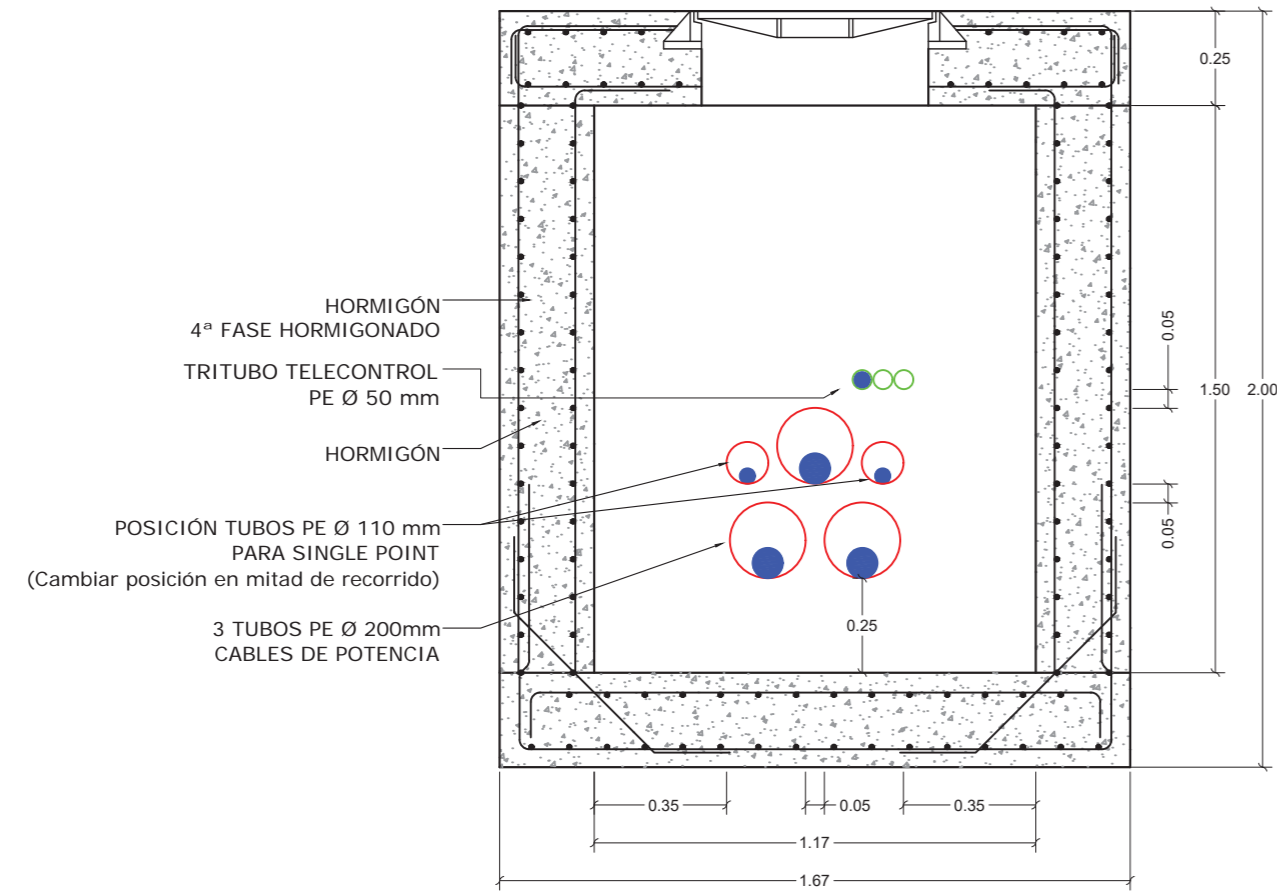 0.25
HORMIGÓN
4ª FASE HORMIGONADO
TRITUBO TELECONTROL
PE Ø 50 mm
HORMIGÓN
POSICIÓN TUBOS PE Ø 110 mm
PARA SINGLE POINT
(Cambiar posición en mitad de recorrido)
3 TUBOS PE Ø 200mm
CABLES DE POTENCIA
0.05
1.50
2.00
0.05
0.25
0.35
0.05
0.35
1.17
1.67